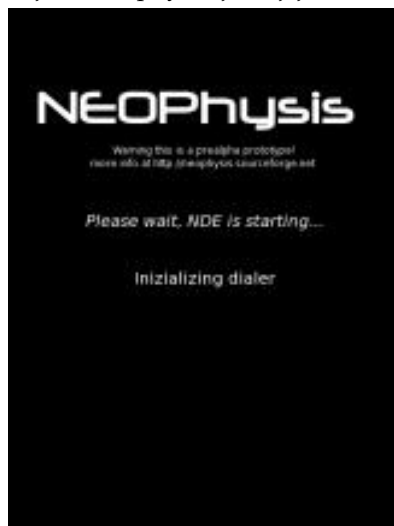 NEOPhysis
Warning this is a prealpha prototype!
more info at http://neophysis.sourceforge.net
Please wait, NDE is starting...
Inizializing dialer